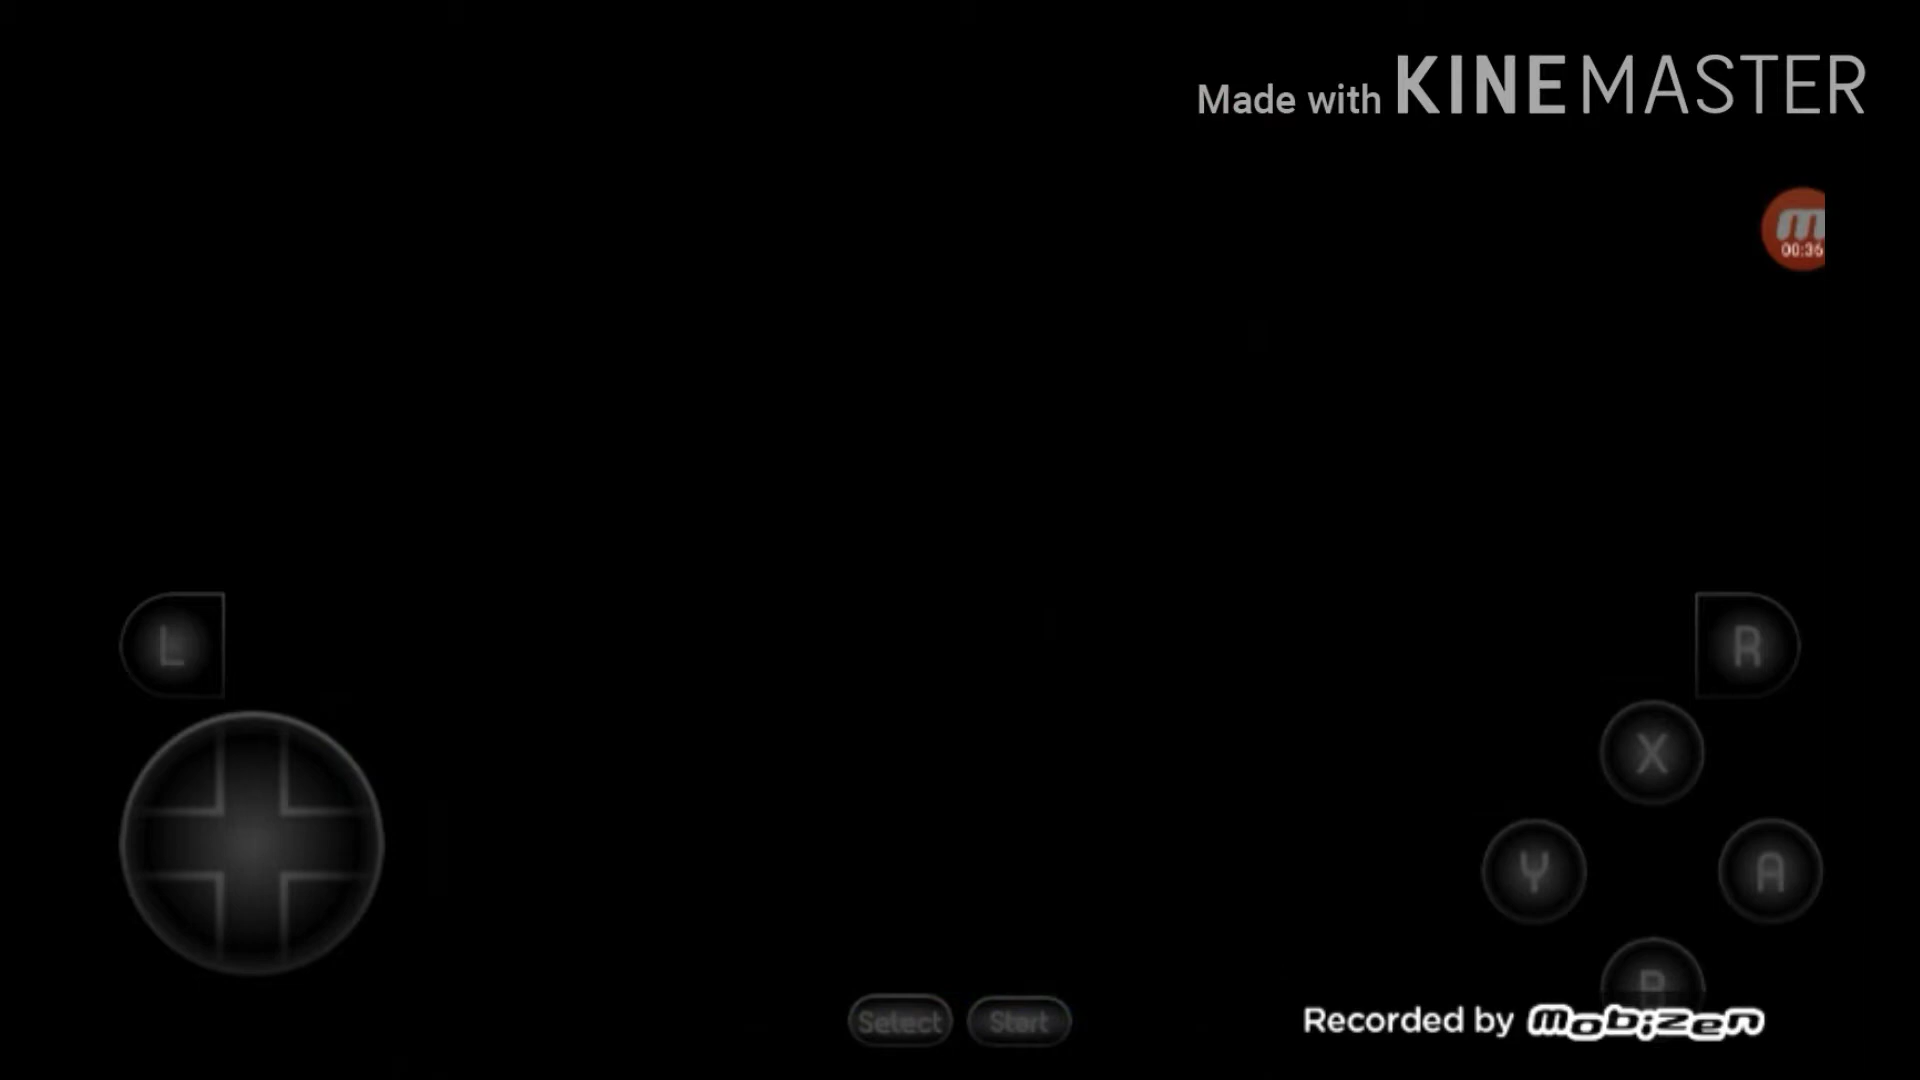 Made with KINEMASTER
m
00:36
L
R
X
Y
A
B
Select
Start
Recorded by mobizen